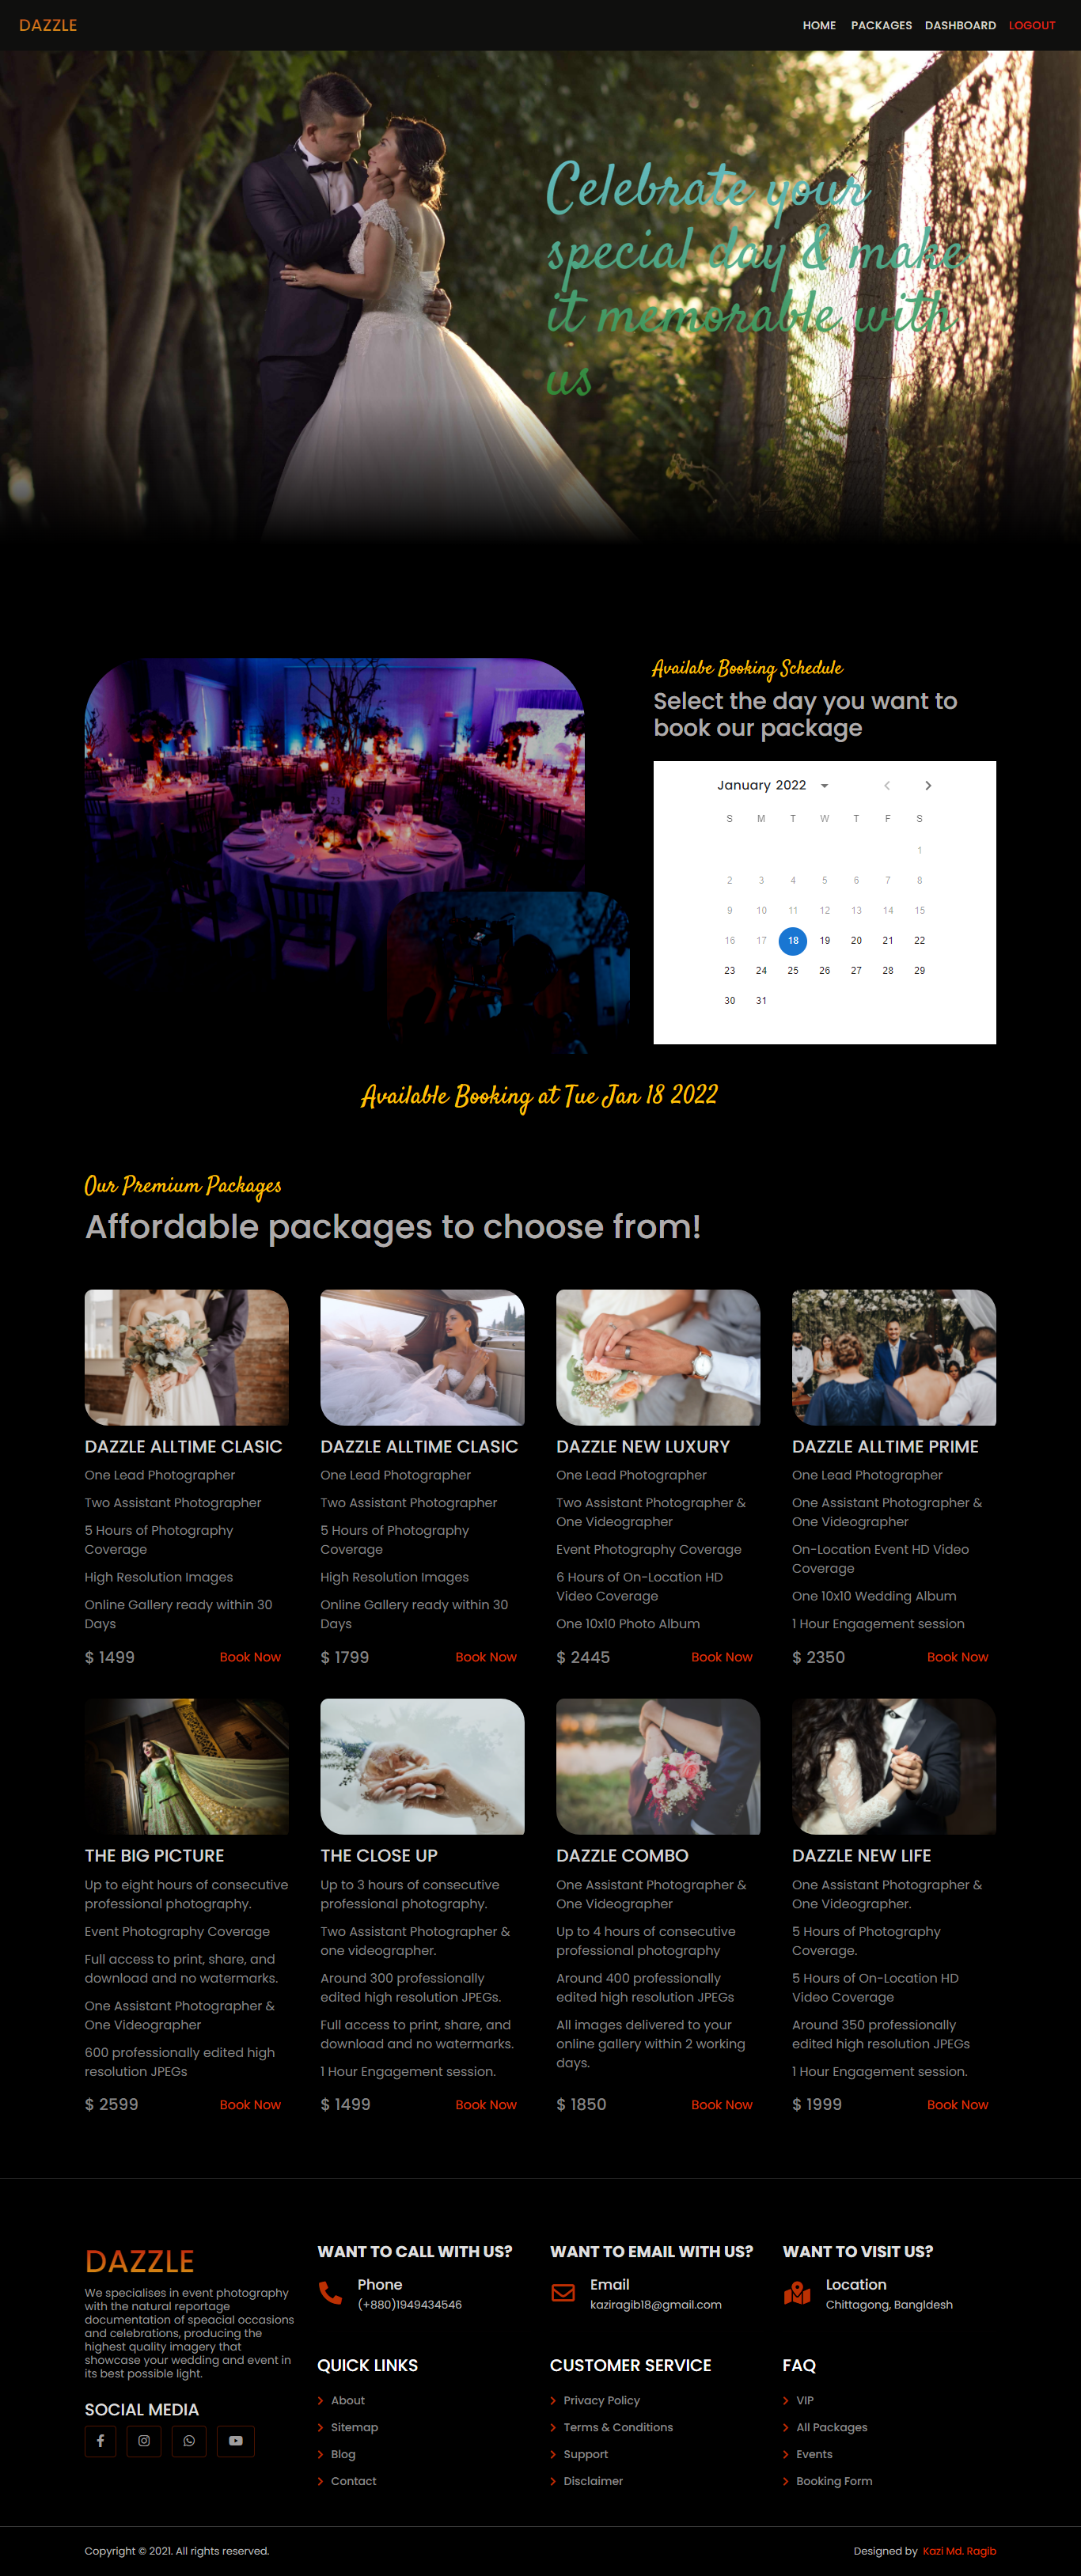 DAZZLE
HOME PACKAGES DASHBOARD LOGOUT
Celebrate your
special day & make
it memorable with
us
Availabe Booking Schedule
Select the day you want to
book our package
January 2022
S M T W T F S
1
2 3 4 5 6 7 8
9 10 11 12 13 14 15
16 17 18 19 20 21 22
23 24 25 26 27 28 29
30 31
Available Booking at Tue Jan 18 2022
Our Premium Packages
Affordable packages to choose from!
DAZZLE ALLTIME CLASIC
One Lead Photographer
Two Assistant Photographer
5 Hours of Photography
Coverage
High Resolution Images
Online Gallery ready within 30
Days
$ 1499 Book Now
DAZZLE ALLTIME CLASIC
One Lead Photographer
Two Assistant Photographer
5 Hours of Photography
Coverage
High Resolution Images
Online Gallery ready within 30
Days
$ 1799 Book Now
DAZZLE NEW LUXURY
One Lead Photographer
Two Assistant Photographer &
One Videographer
Event Photography Coverage
6 Hours of On-Location HD
Video Coverage
One 10x10 Photo Album
$ 2445 Book Now
DAZZLE ALLTIME PRIME
One Lead Photographer
One Assistant Photographer &
One Videographer
On-Location Event HD Video
Coverage
One 10x10 Wedding Album
1 Hour Engagement session
$ 2350 Book Now
THE BIG PICTURE
Up to eight hours of consecutive
professional photography.
Event Photography Coverage
Full access to print, share, and
download and no watermarks.
One Assistant Photographer &
One Videographer
600 professionally edited high
resolution JPEGs
$ 2599 Book Now
THE CLOSE UP
Up to 3 hours of consecutive
professional photography.
Two Assistant Photographer &
one videographer.
Around 300 professionally
edited high resolution JPEGs.
Full access to print, share, and
download and no watermarks.
1 Hour Engagement session.
$ 1499 Book Now
DAZZLE COMBO
One Assistant Photographer &
One Videographer
Up to 4 hours of consecutive
professional photography
Around 400 professionally
edited high resolution JPEGs
All images delivered to your
online gallery within 2 working
days.
$ 1850 Book Now
DAZZLE NEW LIFE
One Assistant Photographer &
One Videographer.
5 Hours of Photography
Coverage.
5 Hours of On-Location HD
Video Coverage
Around 350 professionally
edited high resolution JPEGs
1 Hour Engagement session.
$ 1999 Book Now
DAZZLE
We specialises in event photography
with the natural reportage
documentation of speacial occasions
and celebrations, producing the
highest quality imagery that
showcase your wedding and event in
its best possible light.
SOCIAL MEDIA
WANT TO CALL WITH US?
Phone
(+880)1949434546
WANT TO EMAIL WITH US?
Email
kaziragib18@gmail.com
WANT TO VISIT US?
Location
Chittagong, Bangldesh
QUICK LINKS
About
Sitemap
Blog
Contact
CUSTOMER SERVICE
Privacy Policy
Terms & Conditions
Support
Disclaimer
FAQ
VIP
All Packages
Events
Booking Form
Copyright © 2021. All rights reserved.
Designed by Kazi Md. Ragib